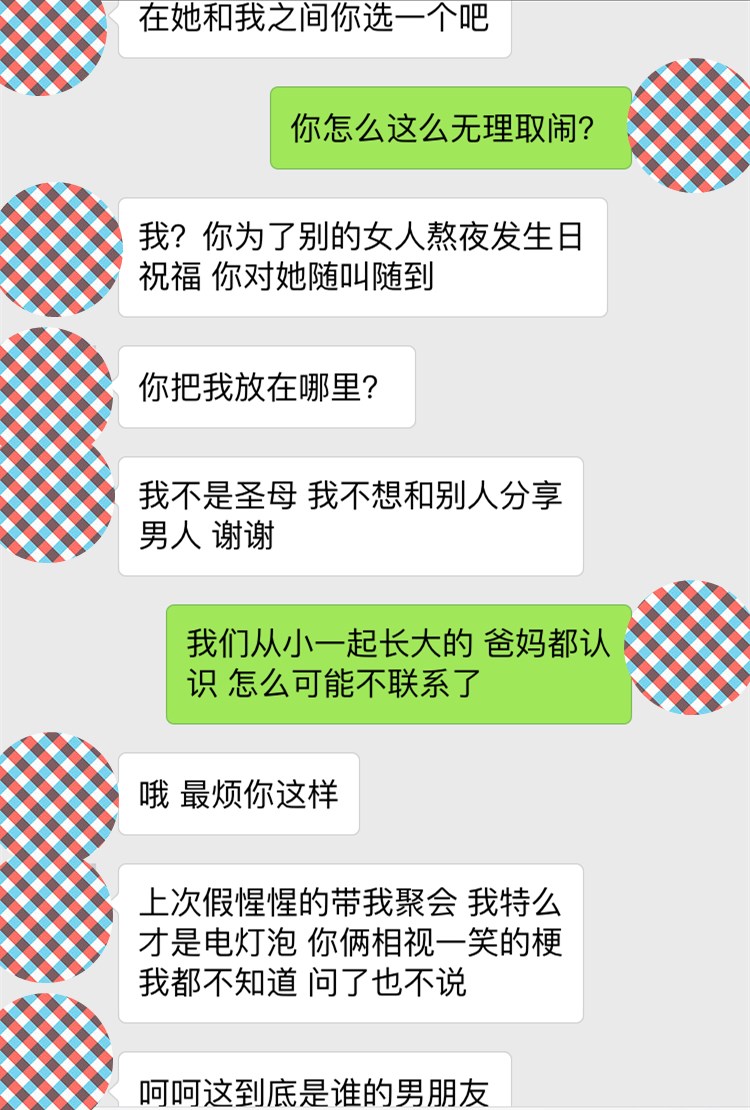 在她和我之间你选一个吧
你怎么这么无理取闹？
我？你为了别的女人熬夜发生日
祝福 你对她随叫随到
你把我放在哪里？
我不是圣母 我不想和别人分享
男人 谢谢
我们从小一起长大的 爸妈都认
识 怎么可能不联系了
哦 最烦你这样
上次假惺惺的带我聚会 我特么
才是电灯泡 你俩相视一笑的梗
我都不知道 问了也不说
呵呵这到底是谁的男朋友